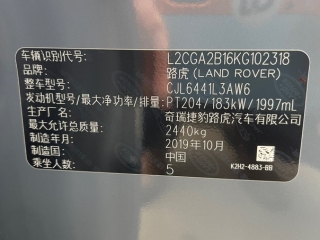 车辆识别代号: L2CGA2B16KG102318
品牌: 路虎 (LAND ROVER)
整车型号: CJL6441L3AW6
发动机型号/最大净功率/排量: PT204/183kW/1997mL
生产厂名: 奇瑞捷豹路虎汽车有限公司
最大允许总质量: 2440kg
制造年月: 2019年10月
制造国: 中国
乘坐人数: 5
K2H2-4883-BB